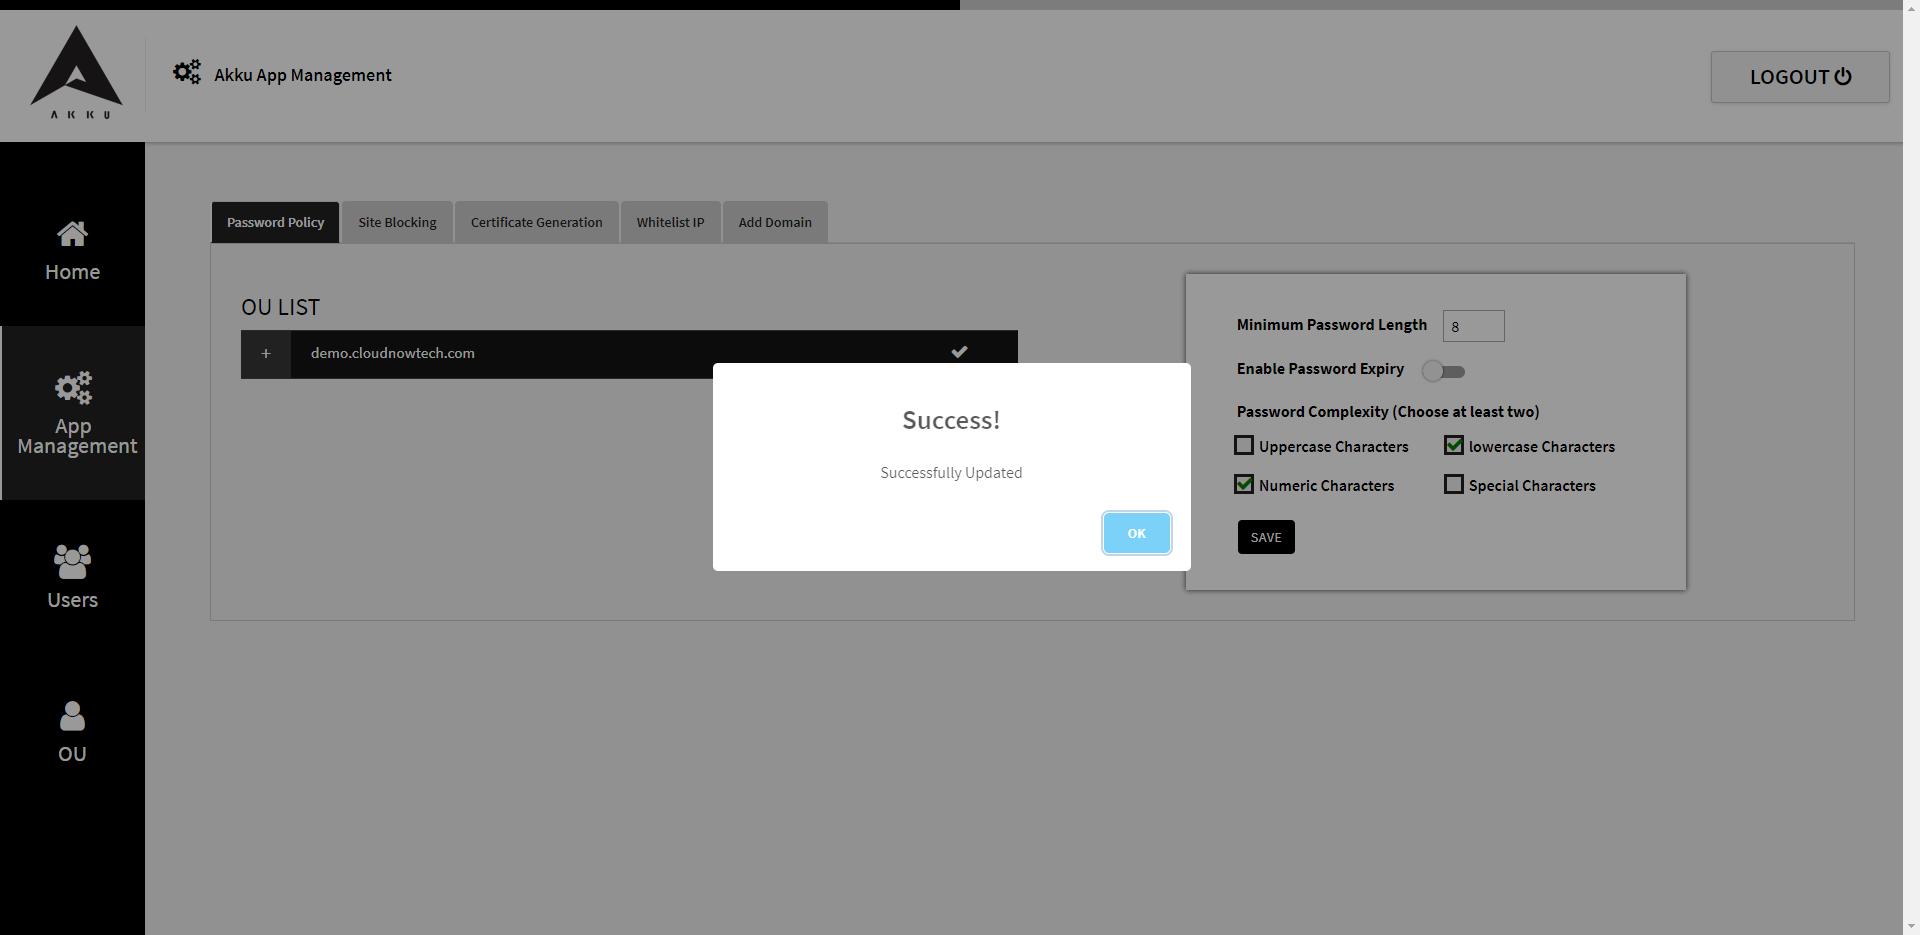 AKKU
Akku App Management
LOGOUT
Home
App
Management
Users
OU
Password Policy
Site Blocking
Certificate Generation
Whitelist IP
Add Domain
OU LIST
+
demo.cloudnowtech.com
Minimum Password Length 8
Enable Password Expiry
Password Complexity (Choose at least two)
Uppercase Characters
lowercase Characters
Numeric Characters
Special Characters
SAVE
Success!
Successfully Updated
OK